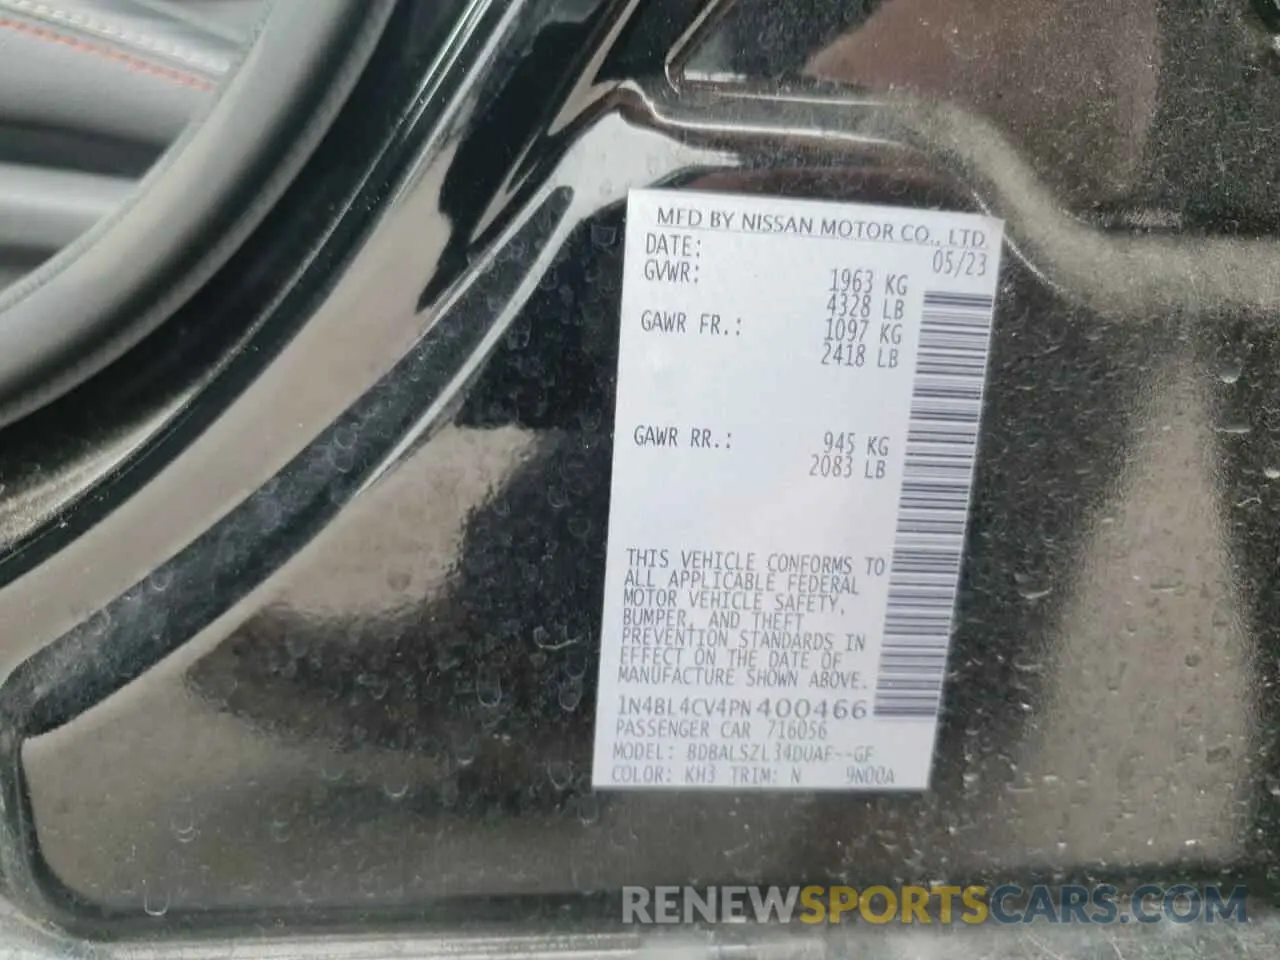 MFD BY NISSAN MOTOR CO., LTD.
DATE: 05/23
GVWR: 1963 KG
4328 LB
GAWR FR.: 1097 KG
2418 LB
GAWR RR.: 945 KG
2083 LB
THIS VEHICLE CONFORMS TO
ALL APPLICABLE FEDERAL
MOTOR VEHICLE SAFETY,
BUMPER, AND THEFT
PREVENTION STANDARDS IN
EFFECT ON THE DATE OF
MANUFACTURE SHOWN ABOVE.
1N4BL4CV4PN400466
PASSENGER CAR 716056
MODEL: BDBALSZL34DUAF--GF
COLOR: KH3 TRIM: N 9N00A
RENEWSPORTSCARS.COM